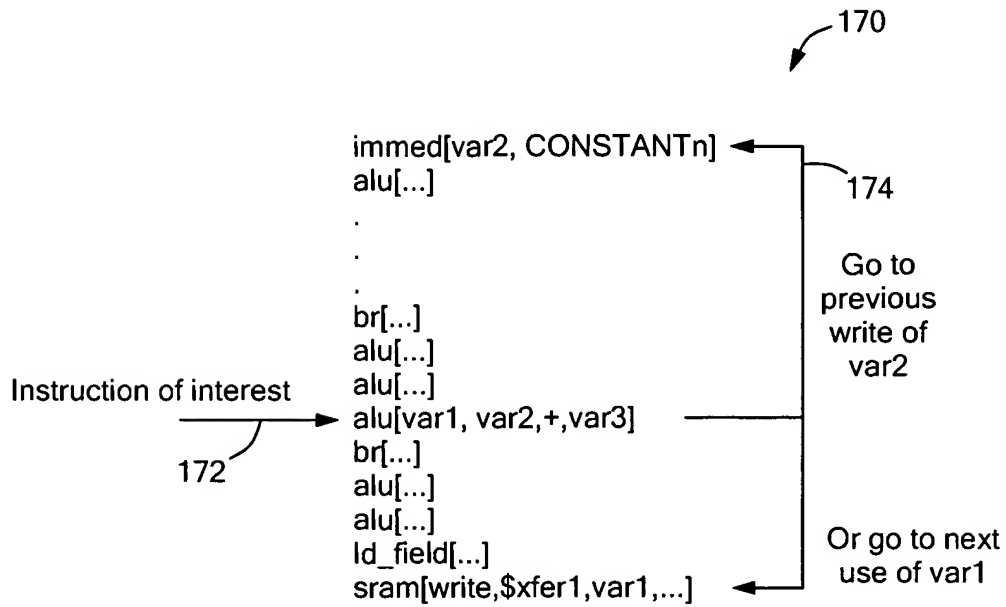 170
immed[var2, CONSTANTn]
alu[...]
.
.
.
174
Go to
previous
write of
var2
br[...]
alu[...]
alu[...]
Instruction of interest
alu[var1, var2,+,var3]
172
br[...]
alu[...]
alu[...]
ld_field[...]
sram[write,$xfer1,var1,...]
Or go to next
use of var1